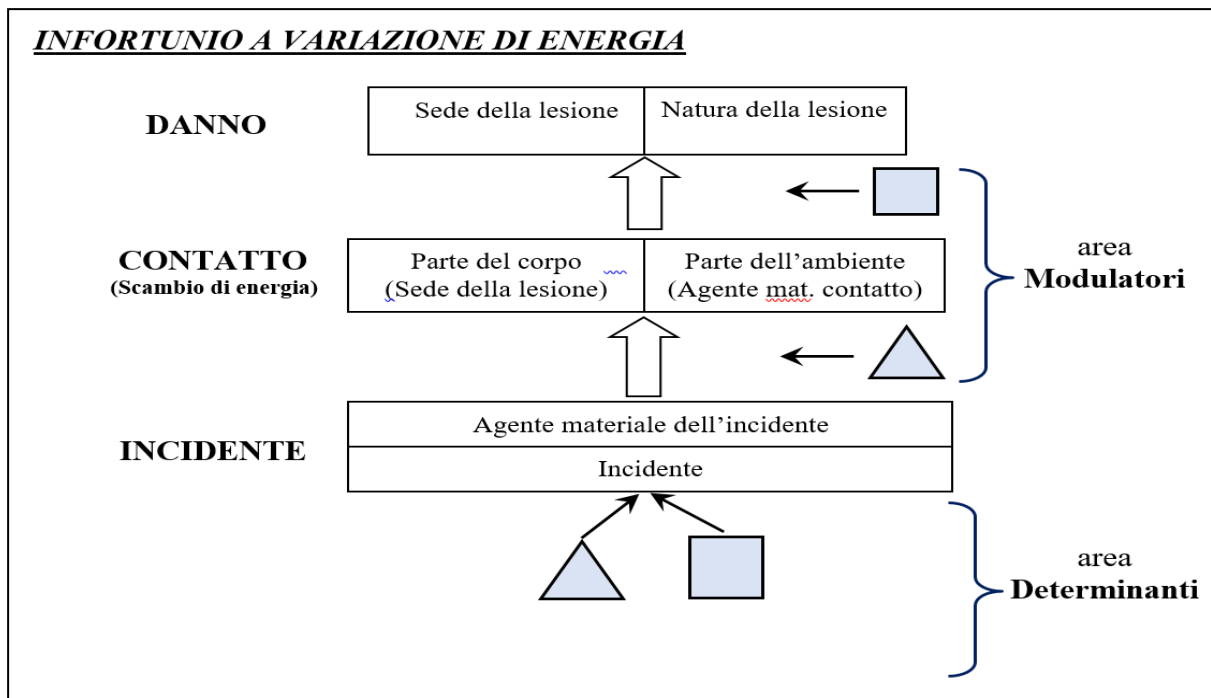 INFORTUNIO A VARIAZIONE DI ENERGIA
DANNO
Sede della lesione
Natura della lesione
CONTATTO
(Scambio di energia)
Parte del corpo
(Sede della lesione)
Parte dell’ambiente
(Agente mat. contatto)
area
Modulatori
INCIDENTE
Agente materiale dell’incidente
Incidente
area
Determinanti